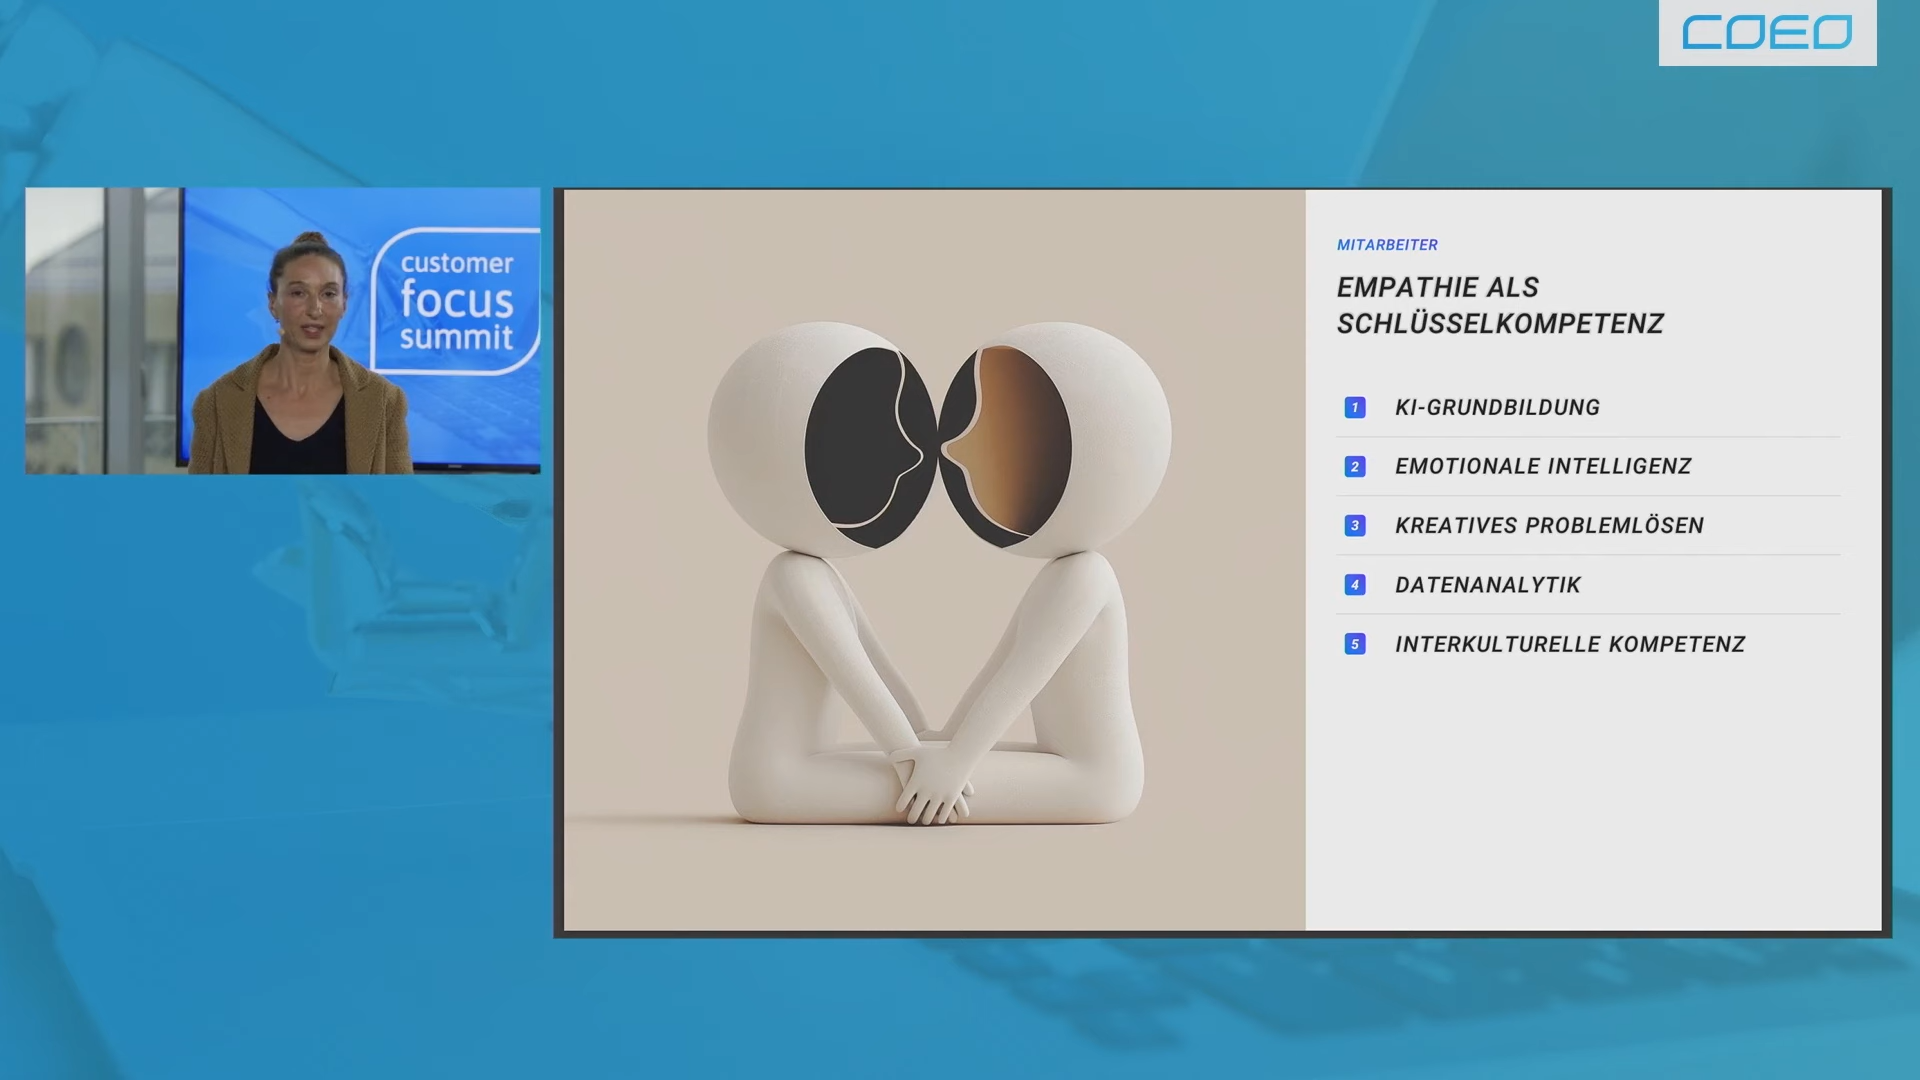 COEO
customer
focus
summit
MITARBEITER
EMPATHIE ALS
SCHLÜSSELKOMPETENZ
1 KI-GRUNDBILDUNG
2 EMOTIONALE INTELLIGENZ
3 KREATIVES PROBLEMLÖSEN
4 DATENANALYTIK
5 INTERKULTURELLE KOMPETENZ